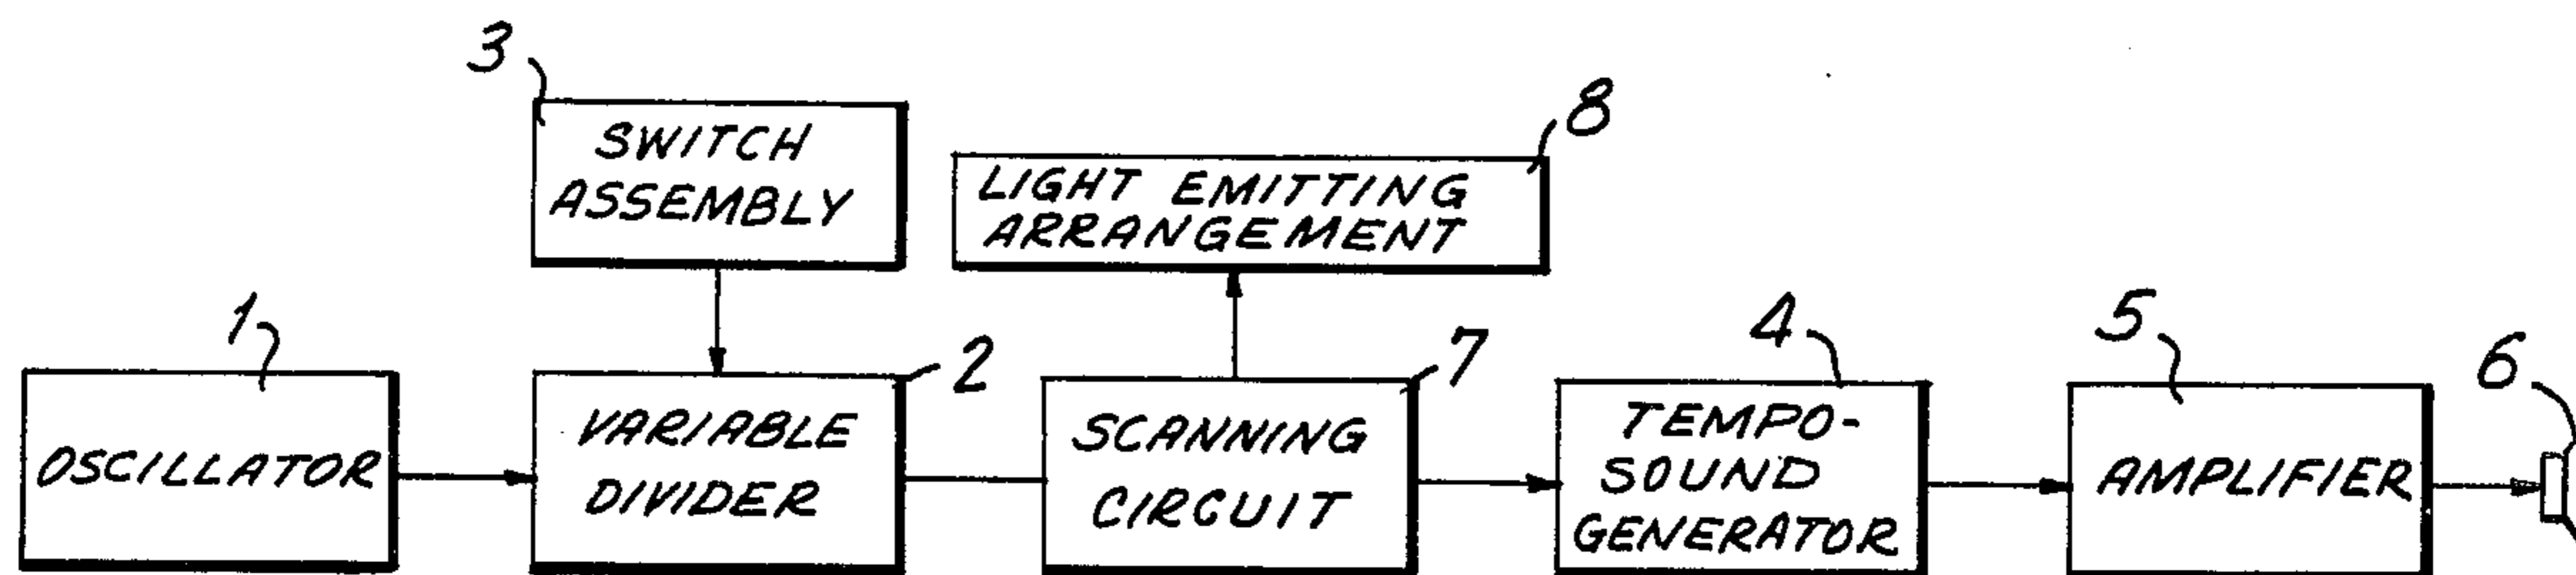 3
SWITCH
ASSEMBLY
8
LIGHT EMITTING
ARRANGEMENT
1
OSCILLATOR
2
VARIABLE
DIVIDER
7
SCANNING
CIRCUIT
4
TEMPO-
SOUND
GENERATOR
5
AMPLIFIER
6